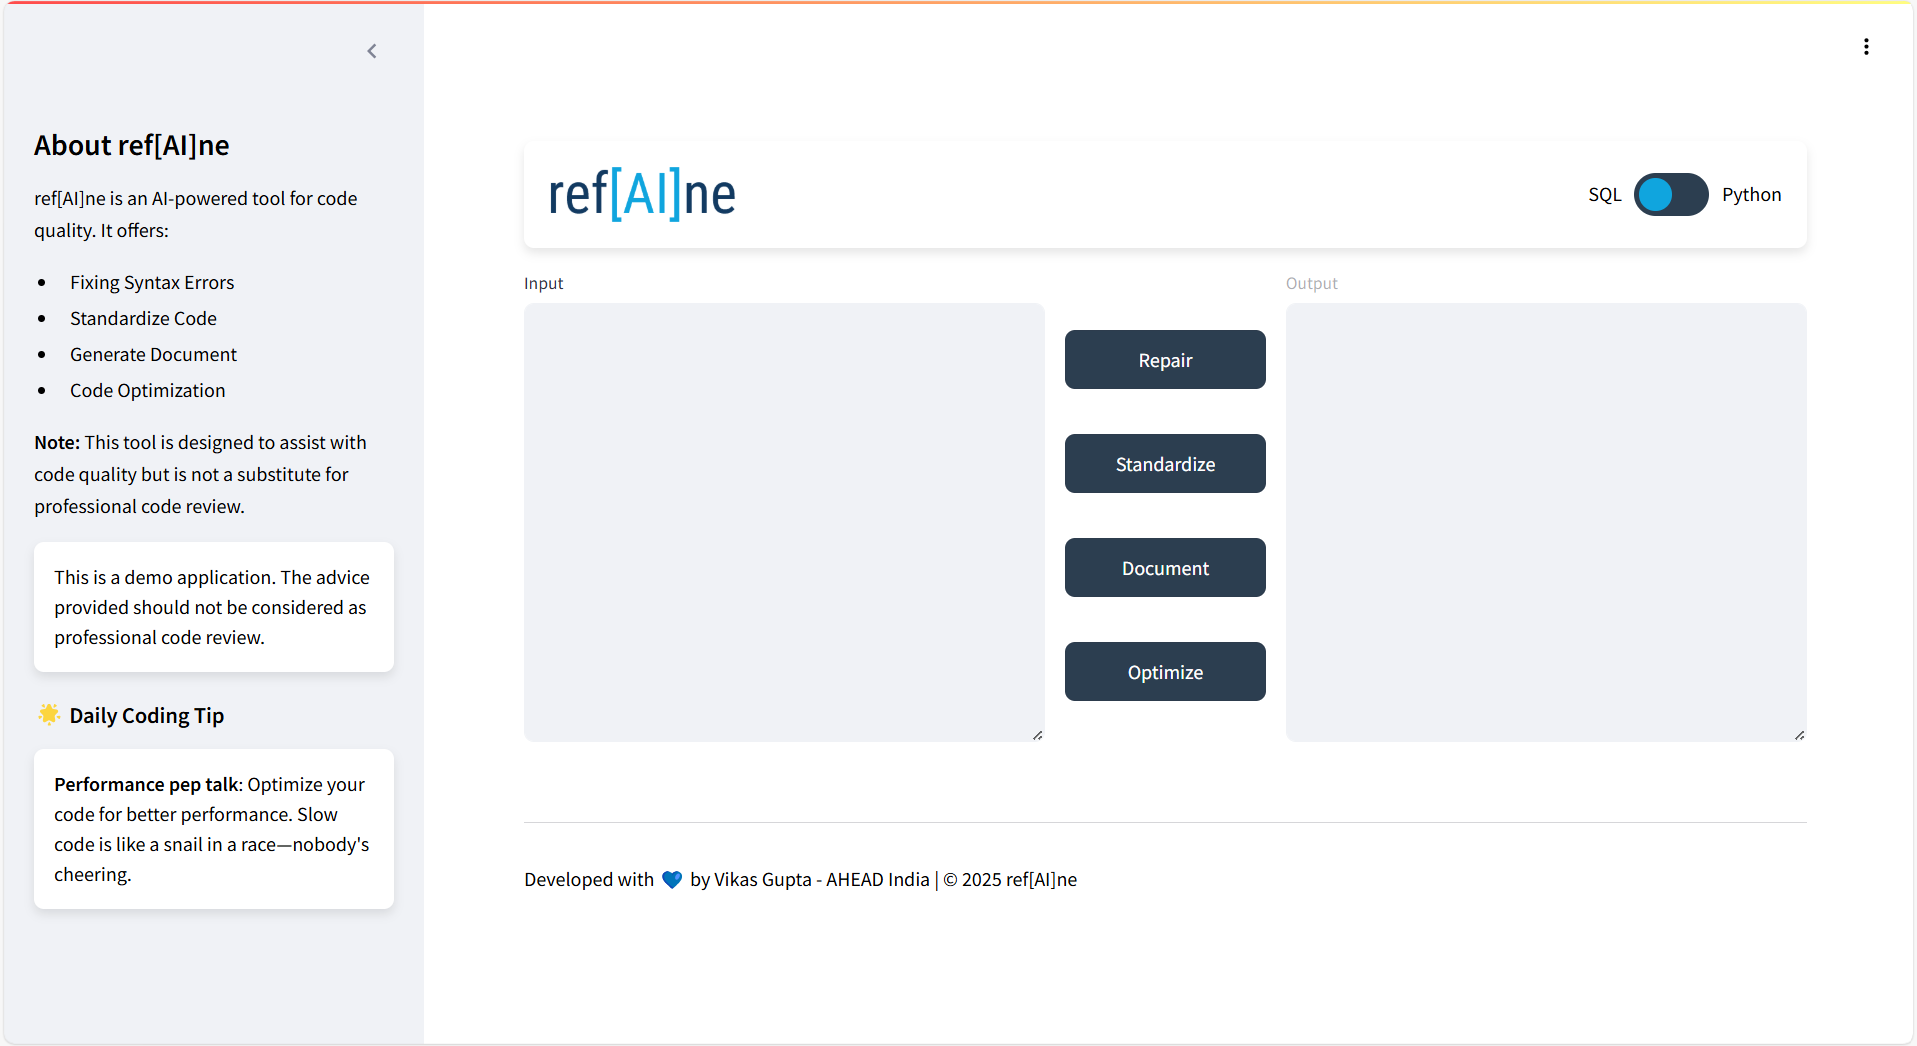 About ref[AI]ne
ref[AI]ne is an AI-powered tool for code
quality. It offers:
Fixing Syntax Errors
Standardize Code
Generate Document
Code Optimization
Note: This tool is designed to assist with
code quality but is not a substitute for
professional code review.
This is a demo application. The advice
provided should not be considered as
professional code review.
🌟 Daily Coding Tip
Performance pep talk: Optimize your
code for better performance. Slow
code is like a snail in a race—nobody's
cheering.
ref[AI]ne
SQL
Python
Input
Output
Repair
Standardize
Document
Optimize
Developed with 💙 by Vikas Gupta - AHEAD India | © 2025 ref[AI]ne